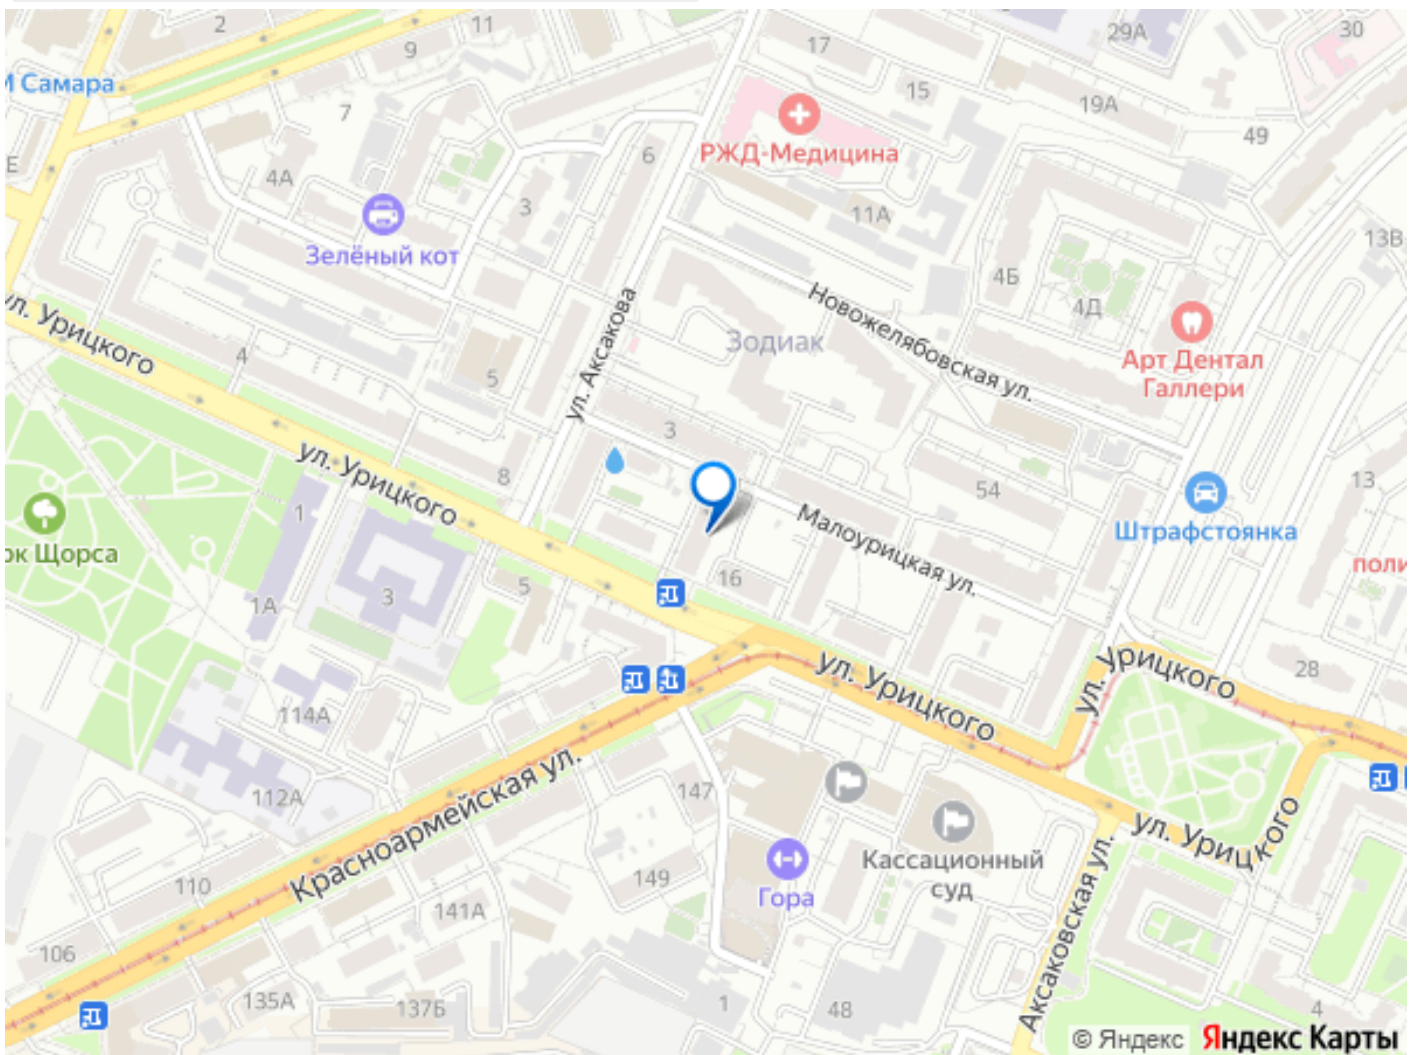 2
11
9
17
29А
30
И Самара
7
15
19А
49
Е
6
РЖД-Медицина
4А
3
11А
13В
Зелёный кот
4Б
4Д
ул. Урицкого
ул. Аксакова
Новожелябовская ул.
Зодиак
4
5
Арт Дентал
Галлери
3
ул. Урицкого
8
54
13
1
Малоурицкая ул.
Штрафстоянка
рк Щорса
поли
1А
3
5
16
ул. Урицкого
ул. Урицкого
28
114А
112А
147
Красноармейская ул.
ул. Урицкого
Кассационный
суд
110
149
Гора
141А
Аксаковская ул.
106
135А
137Б
1
48
4
© Яндекс Яндекс Карты